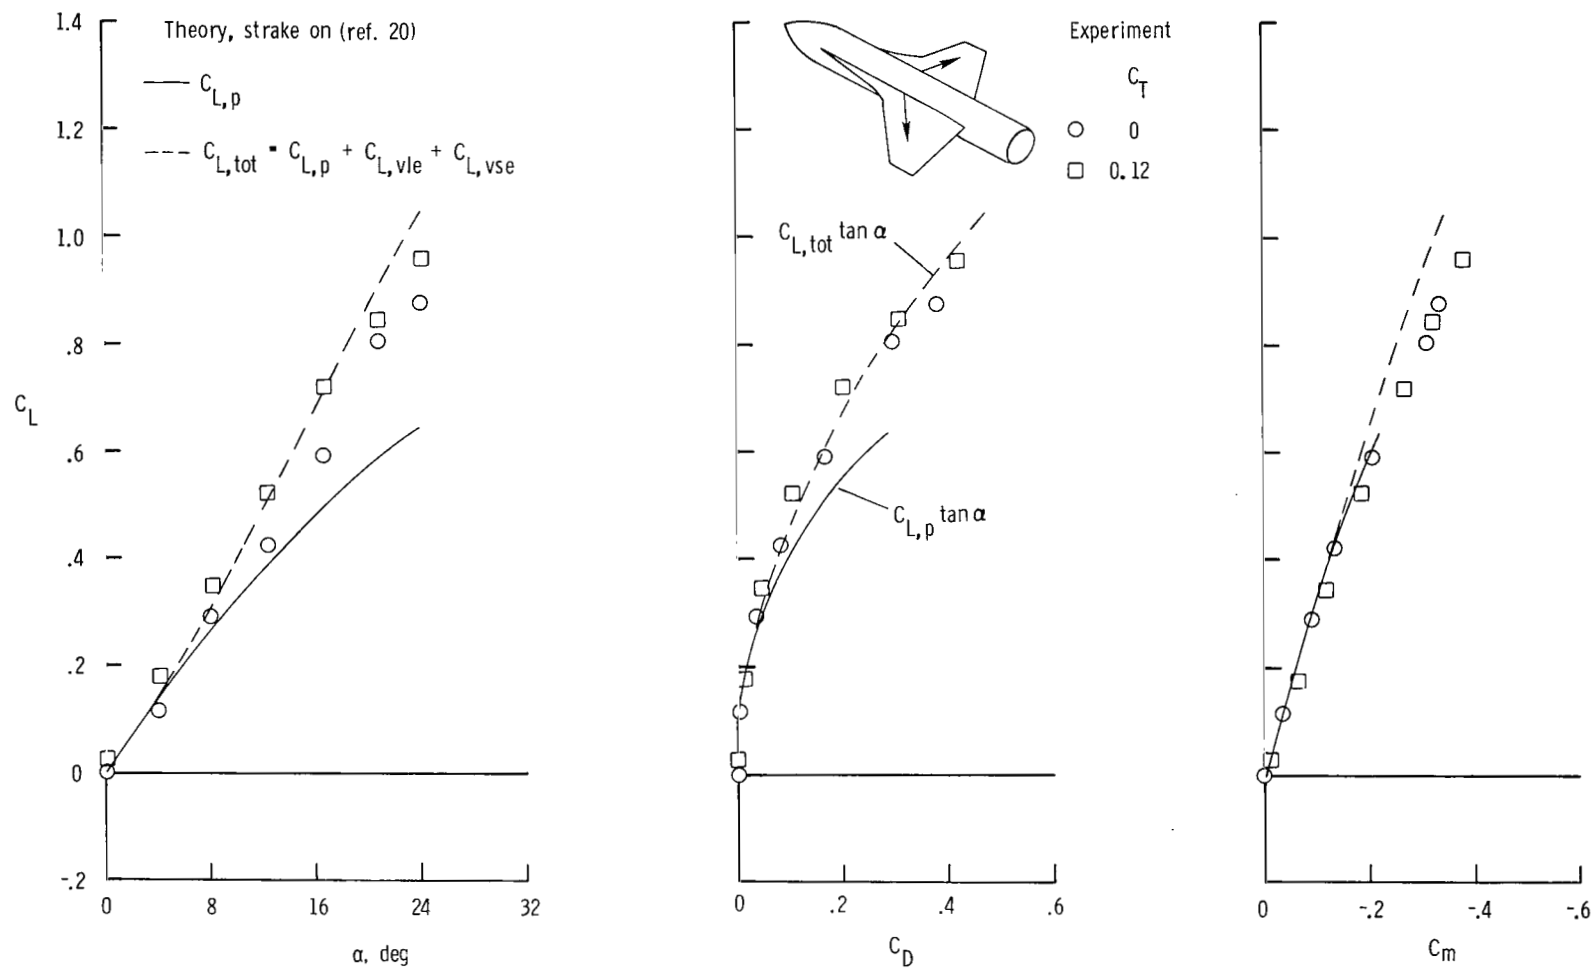 Theory, strake on (ref. 20)
C_L,p
C_L,tot = C_L,p + C_L,vle + C_L,vse
1.4
1.2
1.0
.8
.6
.4
.2
0
-.2
C_L
0 8 16 24 32
α, deg
Experiment
C_T
0
0.12
C_L,tot tan α
C_L,p tan α
0 .2 .4 .6
C_D
0 -.2 -.4 -.6
C_m